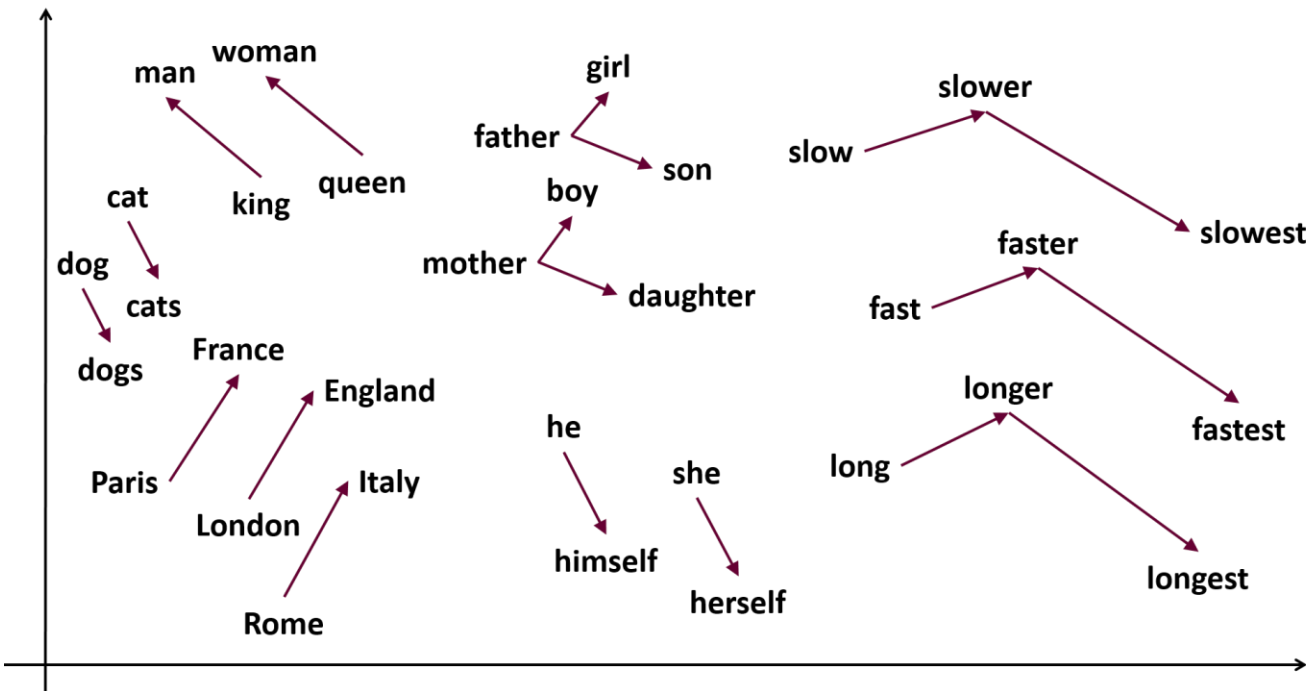 man
woman
king
queen
cat
cats
dog
dogs
France
Paris
England
London
Italy
Rome
girl
father
son
boy
mother
daughter
he
himself
she
herself
slower
slow
slowest
faster
fast
fastest
longer
long
longest